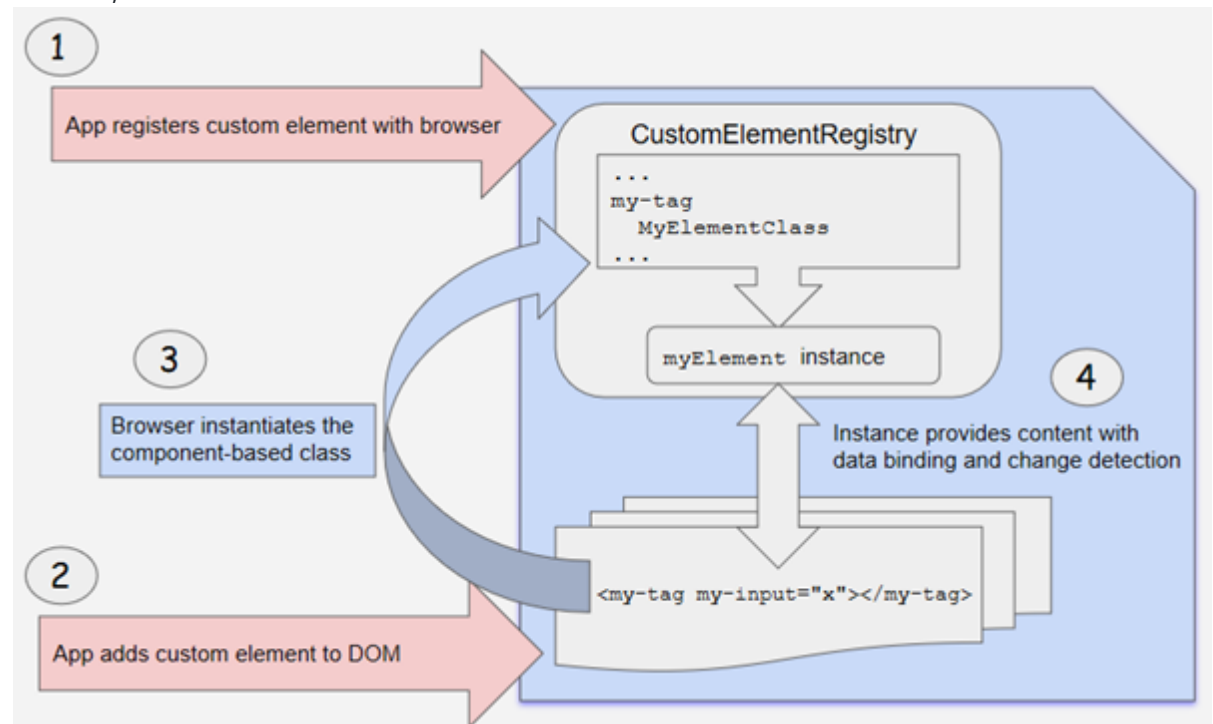 1
App registers custom element with browser
CustomElementRegistry
...
my-tag
MyElementClass
...
myElement instance
3
Browser instantiates the
component-based class
4
Instance provides content with
data binding and change detection
2
<my-tag my-input="x"></my-tag>
App adds custom element to DOM